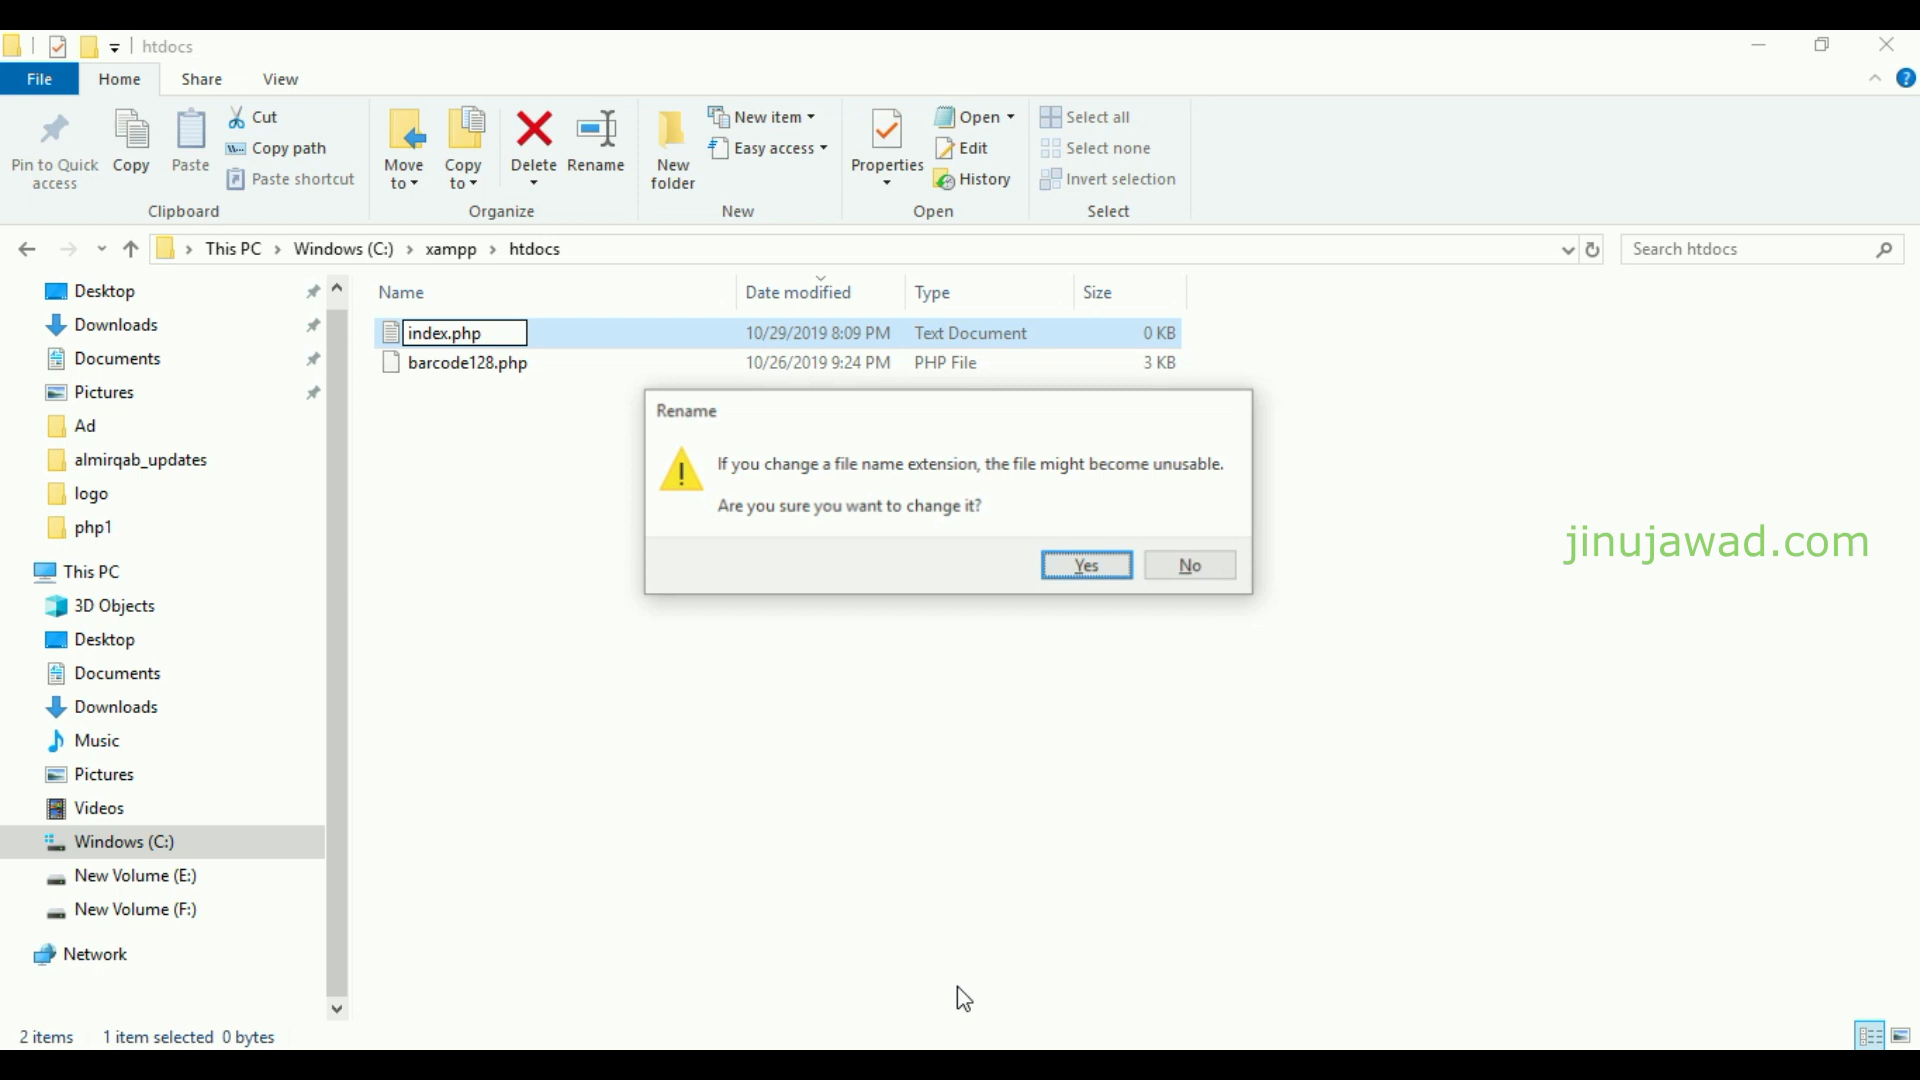 htdocs
File Home Share View
Pin to Quick access
Copy
Paste
Cut
Copy path
Paste shortcut
Clipboard
Move to
Copy to
Delete
Rename
Organize
New folder
New item
Easy access
New
Properties
Open
Edit
History
Open
Select all
Select none
Invert selection
Select
This PC > Windows (C:) > xampp > htdocs
Search htdocs
Desktop
Downloads
Documents
Pictures
Ad
almirqab_updates
logo
php1
This PC
3D Objects
Desktop
Documents
Downloads
Music
Pictures
Videos
Windows (C:)
New Volume (E:)
New Volume (F:)
Network
Name Date modified Type Size
index.php 10/29/2019 8:09 PM Text Document 0 KB
barcode128.php 10/26/2019 9:24 PM PHP File 3 KB
Rename
If you change a file name extension, the file might become unusable.
Are you sure you want to change it?
Yes No
jinujawad.com
2 items 1 item selected 0 bytes